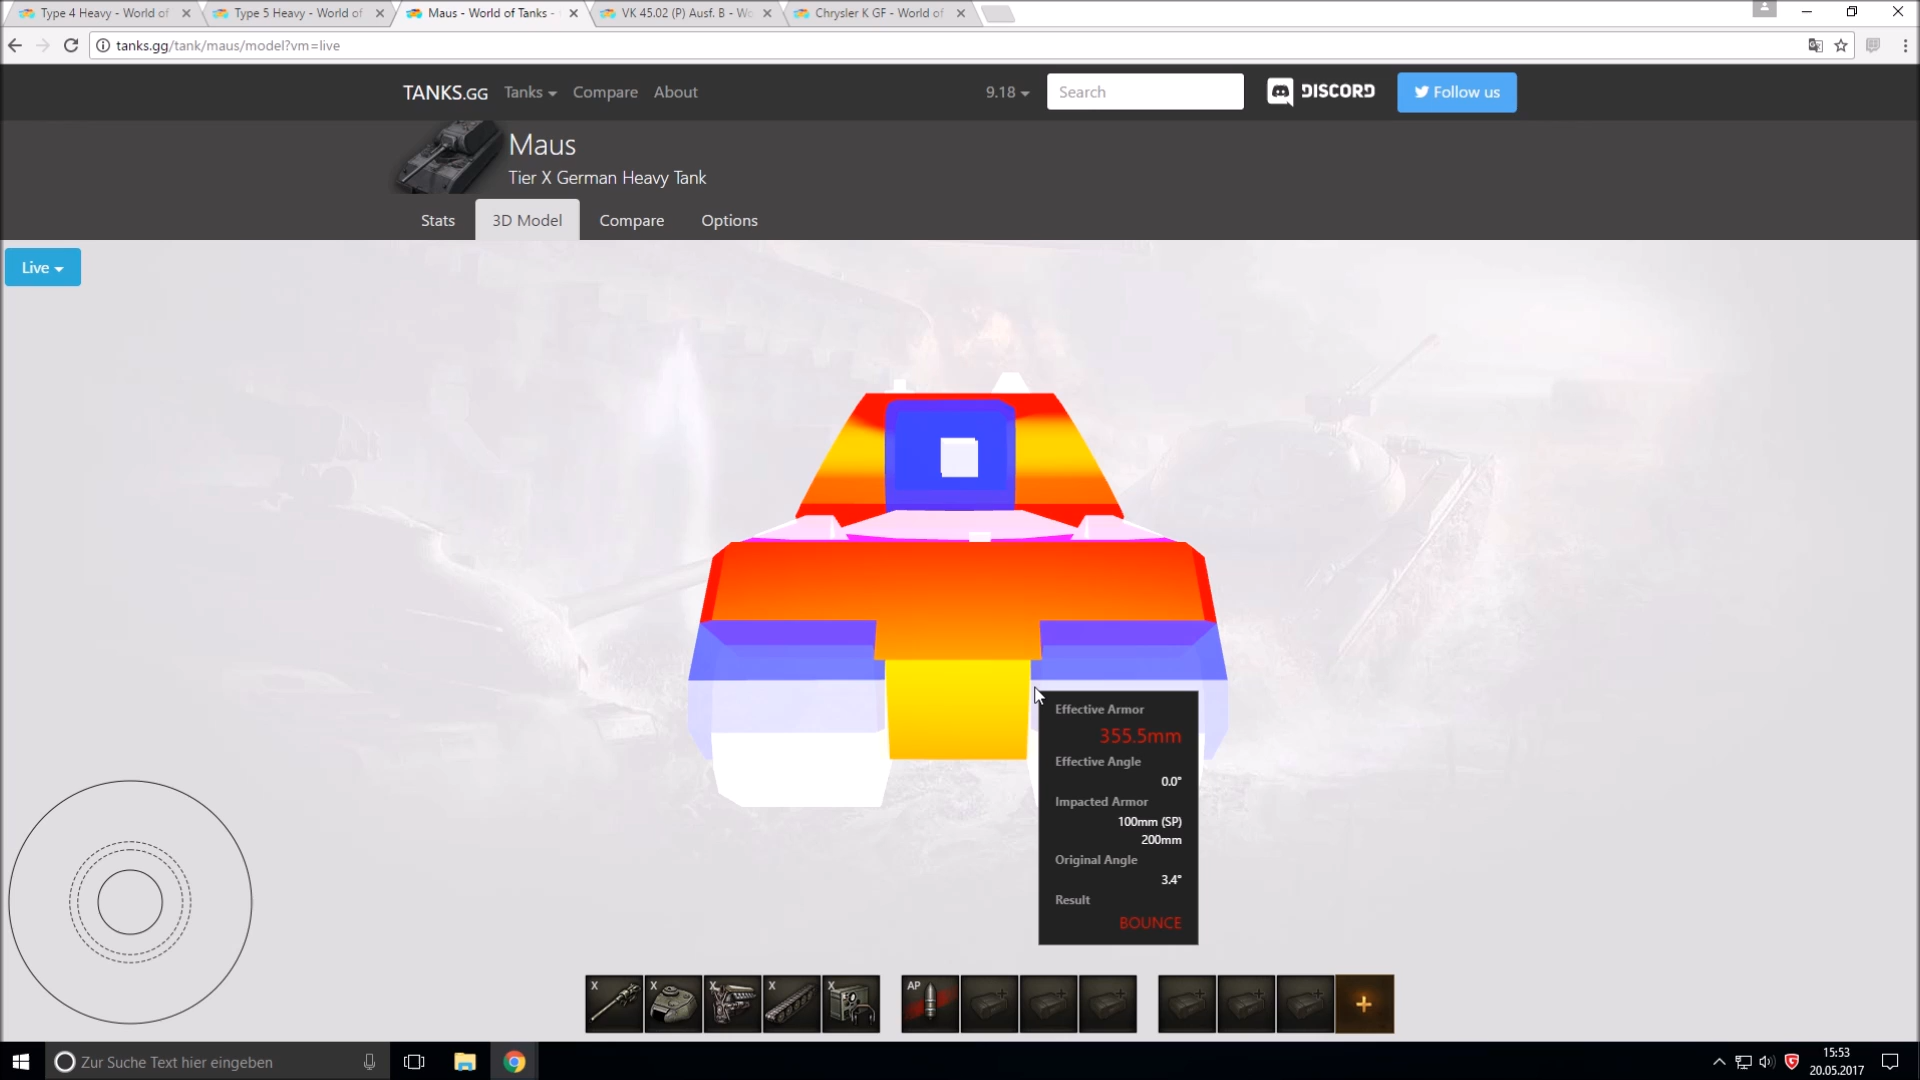 Type 4 Heavy - World of
Type 5 Heavy - World of
Maus - World of Tanks -
VK 45.02 (P) Ausf. B - Wo
Chrysler K GF - World of
tanks.gg/tank/maus/model?vm=live
TANKS.GG
Tanks
Compare
About
9.18
Search
DISCORD
Follow us
Maus
Tier X German Heavy Tank
Stats
3D Model
Compare
Options
Live
Effective Armor
355.5mm
Effective Angle
0.0°
Impacted Armor
100mm (SP)
200mm
Original Angle
3.4°
Result
BOUNCE
X
X
X
X
X
AP
Zur Suche Text hier eingeben
15:53
20.05.2017